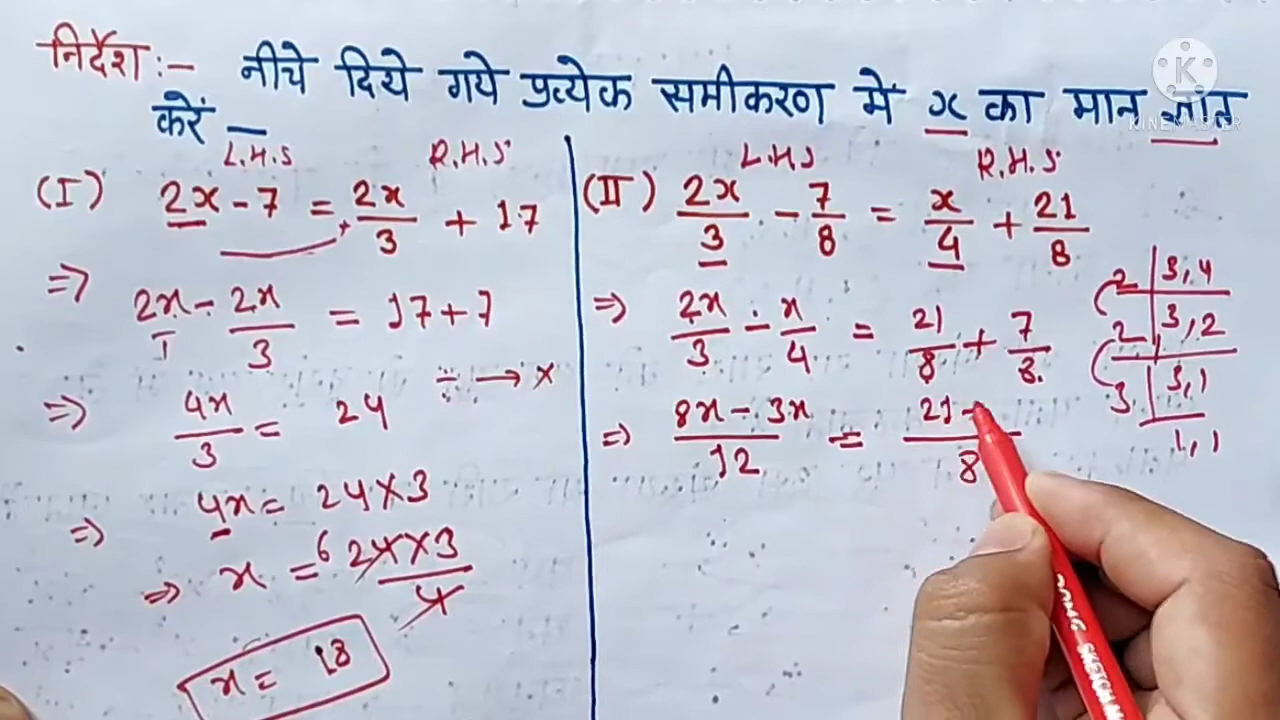 निर्देश :- नीचे दिये गये प्रत्येक समीकरण में x का मान ज्ञात
करें —
L.H.S R.H.S
(I) 2x - 7 = 2x/3 + 17
=> 2x/1 - 2x/3 = 17 + 7
=> 4x/3 = 24 ÷ → ×
=> 4x = 24 × 3
=> x = 6 24 × 3/4
x = 18
L.H.S R.H.S
(II) 2x/3 - 7/8 = x/4 + 21/8
=> 2x/3 - x/4 = 21/8 + 7/8
=> 8x - 3x/12 = 21 +/8
2 | 3, 4
2 | 3, 2
3 | 3, 1
1, 1
K
KINEMASTER
SKETCH